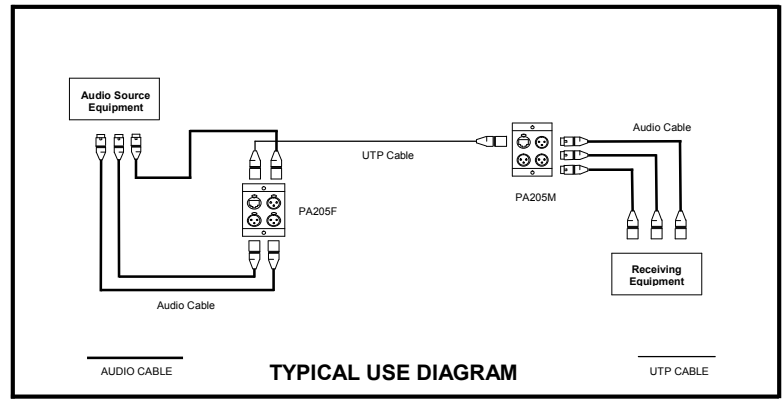 Audio Source
Equipment
UTP Cable
Audio Cable
PA205F
PA205M
Audio Cable
Receiving
Equipment
AUDIO CABLE
TYPICAL USE DIAGRAM
UTP CABLE